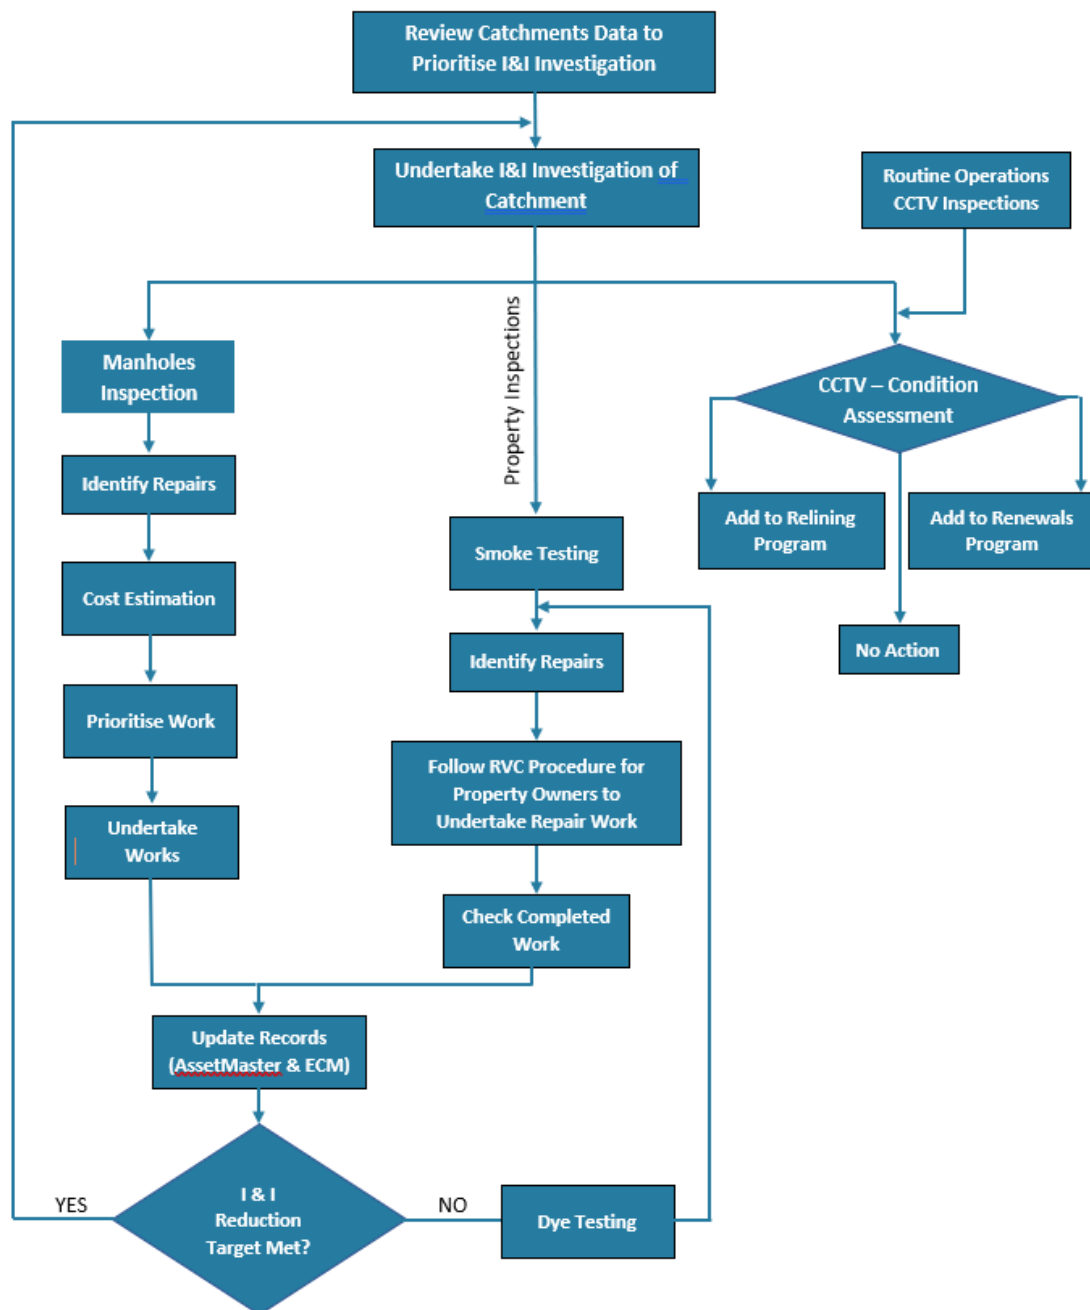 Review Catchments Data to
Prioritise I&I Investigation
Undertake I&I Investigation of
Catchment
Routine Operations
CCTV Inspections
Property Inspections
Manholes
Inspection
CCTV – Condition
Assessment
Identify Repairs
Add to Relining
Program
Add to Renewals
Program
Smoke Testing
Cost Estimation
No Action
Identify Repairs
Prioritise Work
Follow RVC Procedure for
Property Owners to
Undertake Repair Work
Undertake
Works
Check Completed
Work
Update Records
(AssetMaster & ECM)
YES
I & I
Reduction
Target Met?
NO
Dye Testing